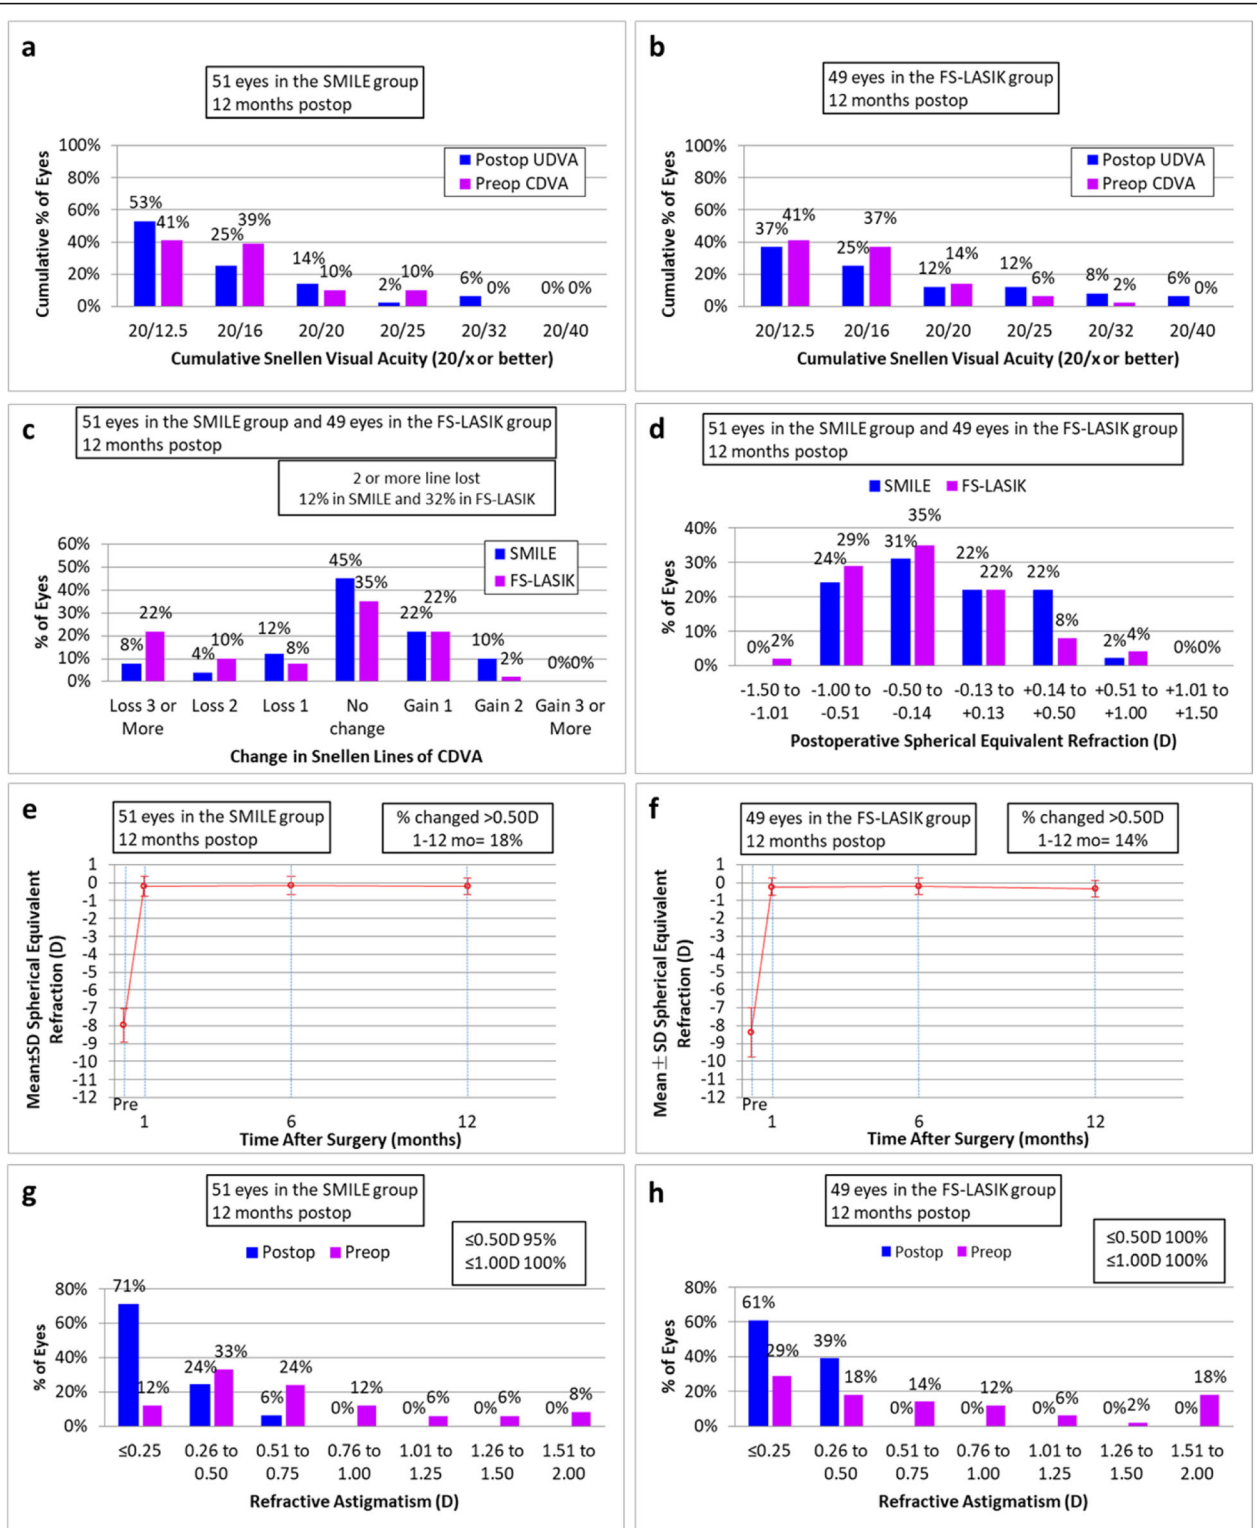 a
51 eyes in the SMILE group
12 months postop
100%
80%
60%
40%
20%
0%
Cumulative % of Eyes
Postop UDVA
Preop CDVA
53%
41%
25%
39%
14%
10%
2%
10%
6%
0%
0% 0%
20/12.5 20/16 20/20 20/25 20/32 20/40
Cumulative Snellen Visual Acuity (20/x or better)
b
49 eyes in the FS-LASIK group
12 months postop
100%
80%
60%
40%
20%
0%
Cumulative % of Eyes
Postop UDVA
Preop CDVA
37%
41%
25%
37%
12%
14%
12%
6%
8%
2%
6%
0%
20/12.5 20/16 20/20 20/25 20/32 20/40
Cumulative Snellen Visual Acuity (20/x or better)
c
51 eyes in the SMILE group and 49 eyes in the FS-LASIK group
12 months postop
2 or more line lost
12% in SMILE and 32% in FS-LASIK
60%
50%
40%
30%
20%
10%
0%
% of Eyes
SMILE
FS-LASIK
8%
22%
4%
10%
12%
8%
45%
35%
22%
22%
10%
2%
0%0%
Loss 3 or Loss 2 Loss 1 No Gain 1 Gain 2 Gain 3 or
More change More
Change in Snellen Lines of CDVA
d
51 eyes in the SMILE group and 49 eyes in the FS-LASIK group
12 months postop
SMILE FS-LASIK
40%
30%
20%
10%
0%
% of Eyes
0%
2%
24%
29%
31%
35%
22%
22%
22%
8%
2%
4%
0%0%
-1.50 to -1.00 to -0.50 to -0.13 to +0.14 to +0.51 to +1.01 to
-1.01 -0.51 -0.14 +0.13 +0.50 +1.00 +1.50
Postoperative Spherical Equivalent Refraction (D)
e
51 eyes in the SMILE group
12 months postop
% changed >0.50D
1-12 mo= 18%
1
0
-1
-2
-3
-4
-5
-6
-7
-8
-9
-10
-11
-12
Mean±SD Spherical Equivalent
Refraction (D)
Pre
1 6 12
Time After Surgery (months)
f
49 eyes in the FS-LASIK group
12 months postop
% changed >0.50D
1-12 mo= 14%
1
0
-1
-2
-3
-4
-5
-6
-7
-8
-9
-10
-11
-12
Mean± SD Spherical Equivalent
Refraction (D)
Pre
1 6 12
Time After Surgery (months)
g
51 eyes in the SMILE group
12 months postop
≤0.50D 95%
≤1.00D 100%
Postop Preop
80%
60%
40%
20%
0%
% of Eyes
71%
12%
24%
33%
6%
24%
0%
12%
0%
6%
0%
6%
0%
8%
≤0.25 0.26 to 0.51 to 0.76 to 1.01 to 1.26 to 1.51 to
0.50 0.75 1.00 1.25 1.50 2.00
Refractive Astigmatism (D)
h
49 eyes in the FS-LASIK group
12 months postop
≤0.50D 100%
≤1.00D 100%
Postop Preop
80%
60%
40%
20%
0%
% of Eyes
61%
29%
39%
18%
0%
14%
0%
12%
0%
6%
0%
2%
0%
18%
≤0.25 0.26 to 0.51 to 0.76 to 1.01 to 1.26 to 1.51 to
0.50 0.75 1.00 1.25 1.50 2.00
Refractive Astigmatism (D)